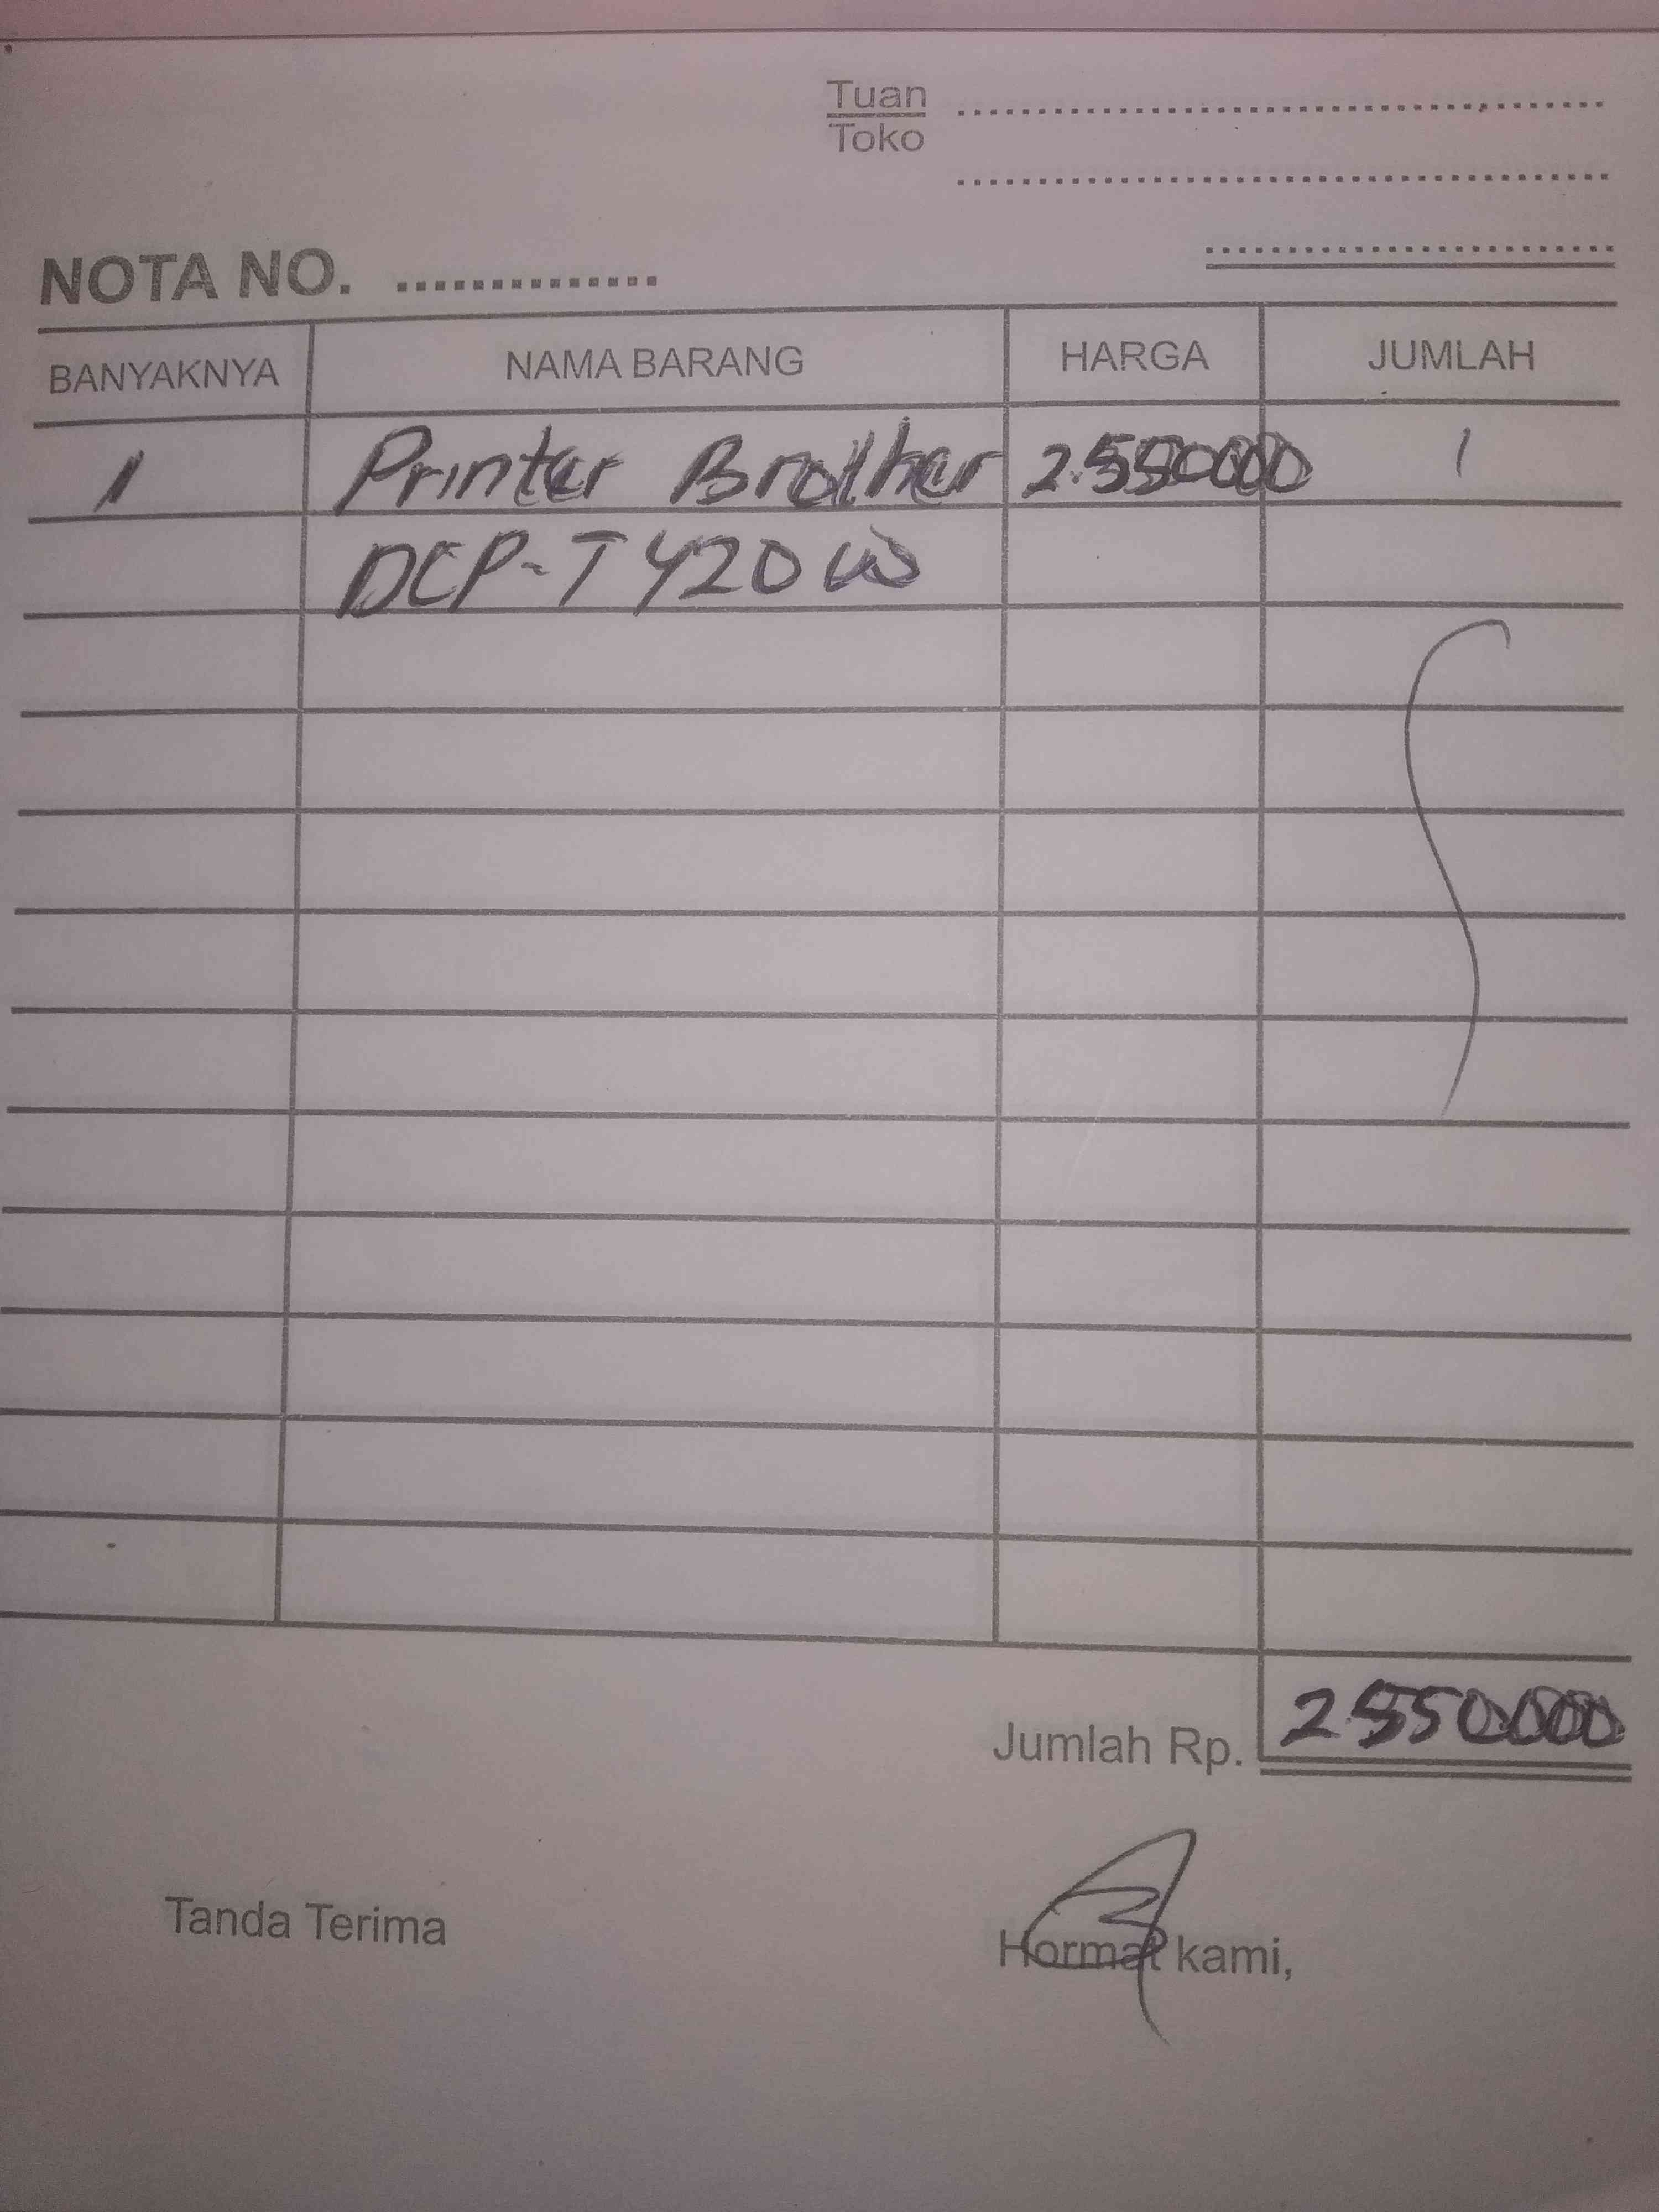 Tuan
Toko
NOTA NO.
BANYAKNYA NAMA BARANG HARGA JUMLAH
1 Printer Brother 2.550000 1
DCP-T420W
Jumlah Rp. 2.550.000
Tanda Terima Hormat kami,